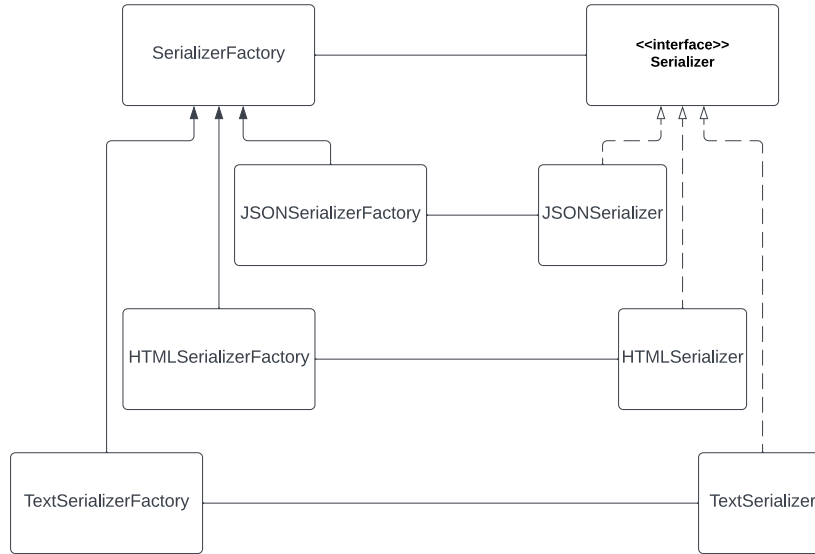 SerializerFactory
<<interface>>
Serializer
JSONSerializerFactory
JSONSerializer
HTMLSerializerFactory
HTMLSerializer
TextSerializerFactory
TextSerializer